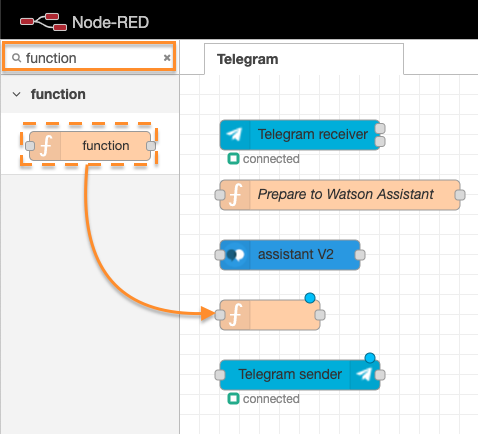 Node-RED
function
Telegram
function
function
Telegram receiver
connected
Prepare to Watson Assistant
assistant V2
Telegram sender
connected